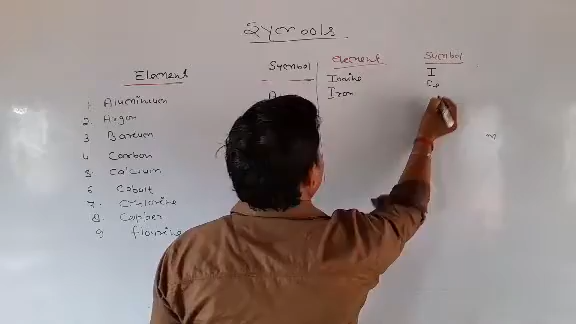 Symbols.
Element
1. Aluminium
2. Argon
3 Barium
4 Carbon
5. Calcium
6 Cobalt
7. Chlorine
8. Copper
9 flourine
Symbol
Element
Iodine
Iron
Symbol
I